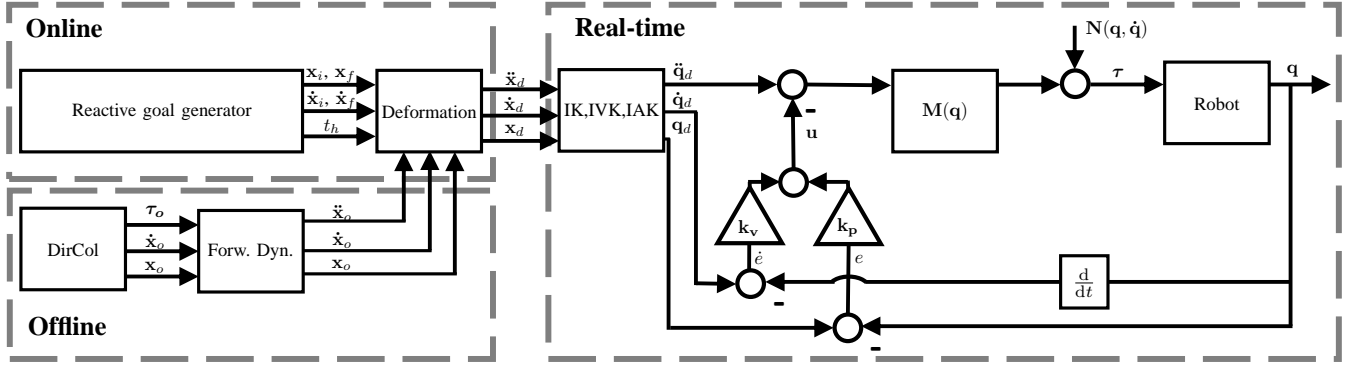 Online
Reactive goal generator
x_i, x_f
ẋ_i, ẋ_f
t_h
Deformation
ẍ_d
ẋ_d
x_d
Offline
DirCol
τ_o
ẋ_o
x_o
Forw. Dyn.
ẍ_o
ẋ_o
x_o
Real-time
IK,IVK,IAK
q̈_d
q̇_d
q_d
-
u
M(q)
N(q, q̇)
τ
Robot
q
k_v
k_p
ė
e
-
-
d
dt